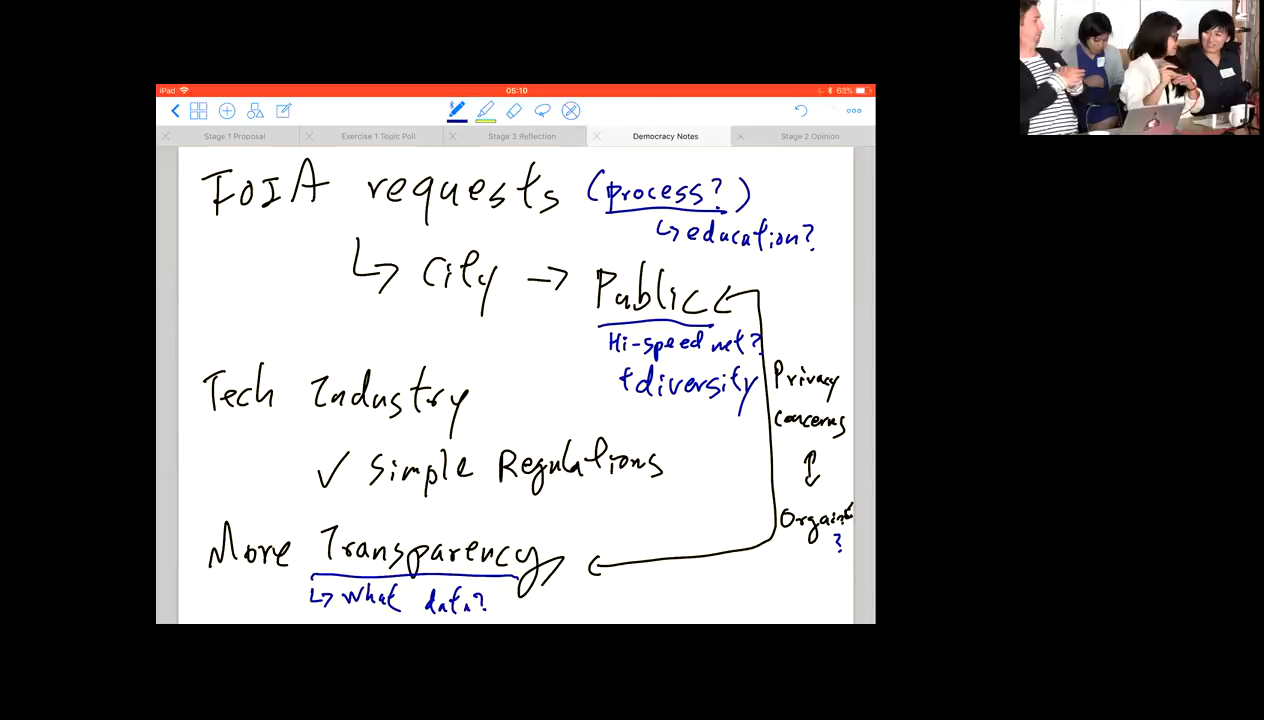 iPad 05:19 63%
Stage 1 Proposal Exercise 1 Topic Poll Stage 3 Reflection Democracy Notes Stage 2 Opinion
FOIA requests (process?)
↳ education?
↳ City → Public
Hi-speed net?
+diversity
Tech Industry
Privacy
concerns
✓ Simple Regulations
↕
?
More Transparency
↳ What data?